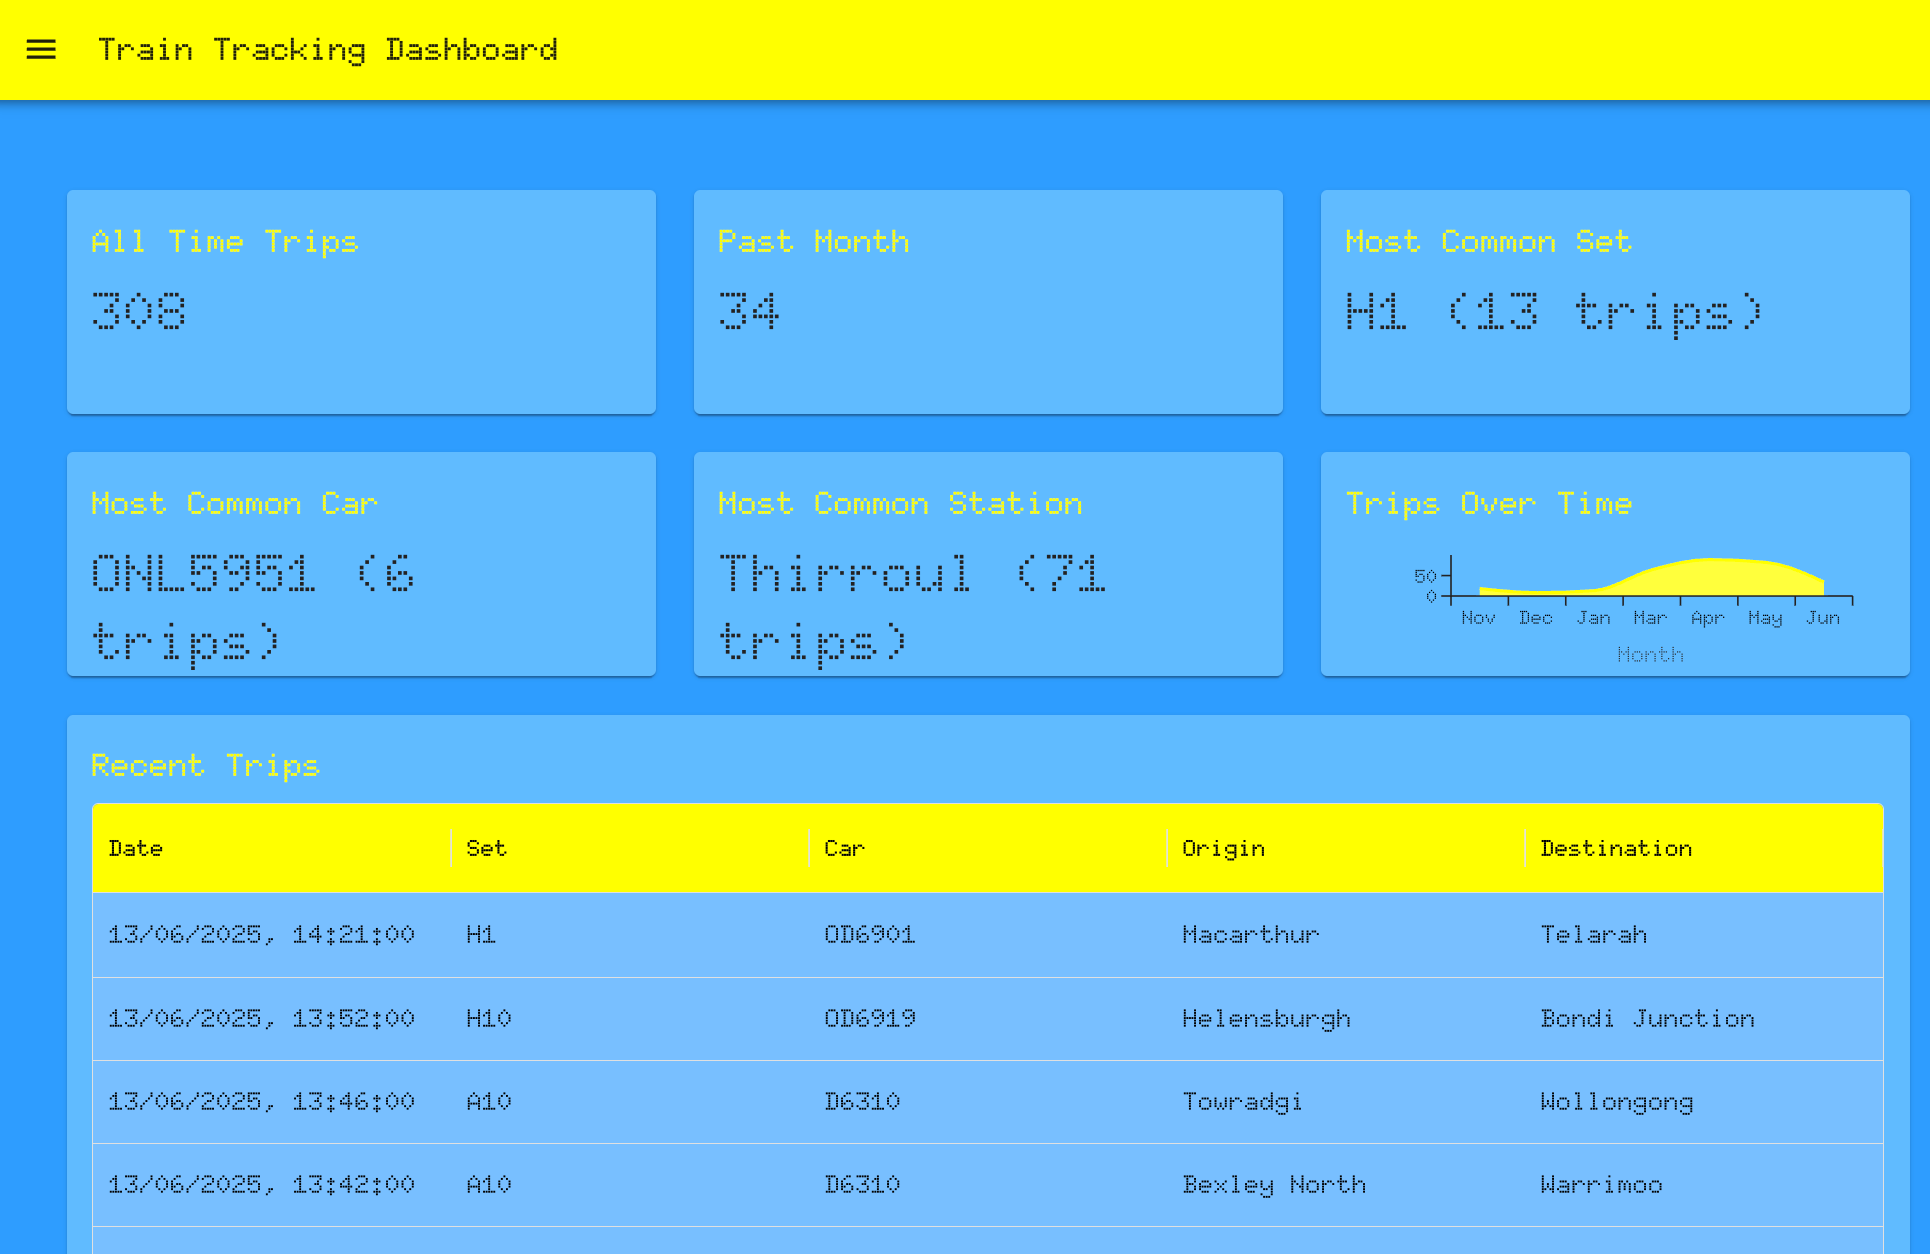 Train Tracking Dashboard
All Time Trips
308
Past Month
34
Most Common Set
H1 (13 trips)
Most Common Car
ONL5951 (6
trips)
Most Common Station
Thirroul (71
trips)
Trips Over Time
50
0
Nov Dec Jan Mar Apr May Jun
Month
Recent Trips
Date Set Car Origin Destination
13/06/2025, 14:21:00 H1 OD6901 Macarthur Telarah
13/06/2025, 13:52:00 H10 OD6919 Helensburgh Bondi Junction
13/06/2025, 13:46:00 A10 D6310 Towradgi Wollongong
13/06/2025, 13:42:00 A10 D6310 Bexley North Warrimoo